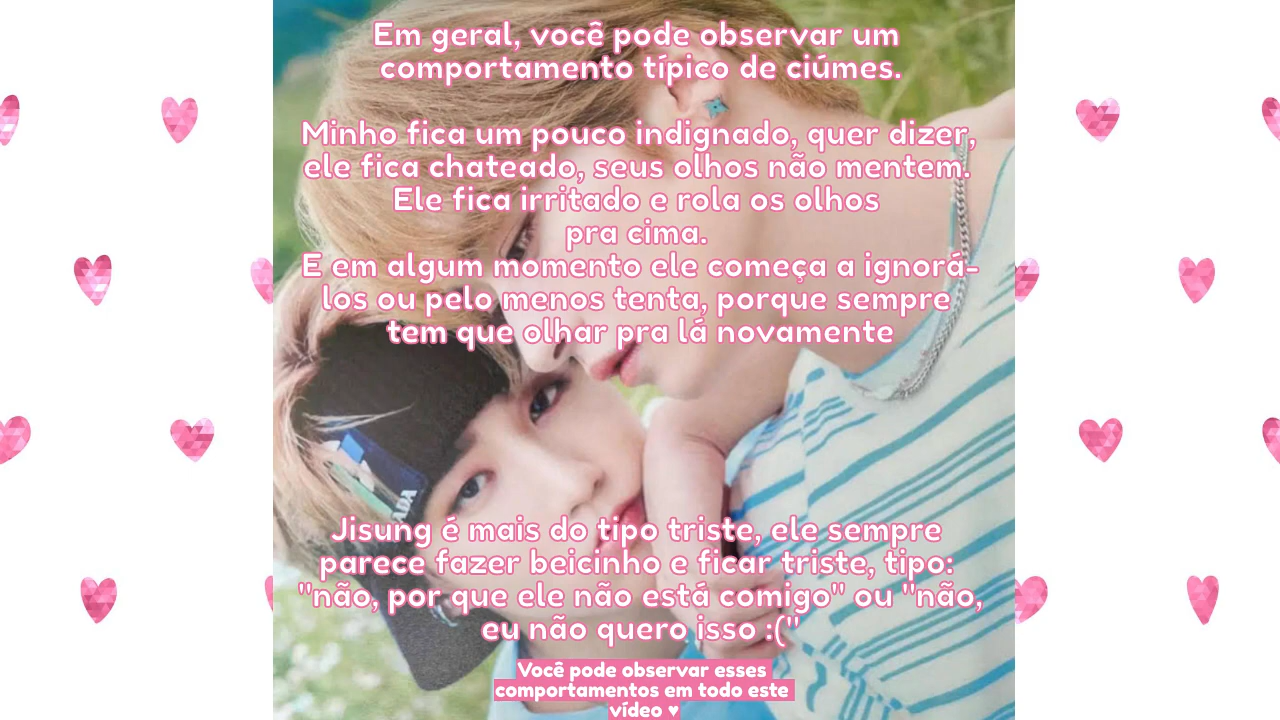 Em geral, você pode observar um
comportamento típico de ciúmes.
Minho fica um pouco indignado, quer dizer,
ele fica chateado, seus olhos não mentem.
Ele fica irritado e rola os olhos
pra cima.
E em algum momento ele começa a ignorá-
los ou pelo menos tenta, porque sempre
tem que olhar pra lá novamente
Jisung é mais do tipo triste, ele sempre
parece fazer beicinho e ficar triste, tipo:
"não, por que ele não está comigo" ou "não,
eu não quero isso :("
Você pode observar esses
comportamentos em todo este
vídeo ♥